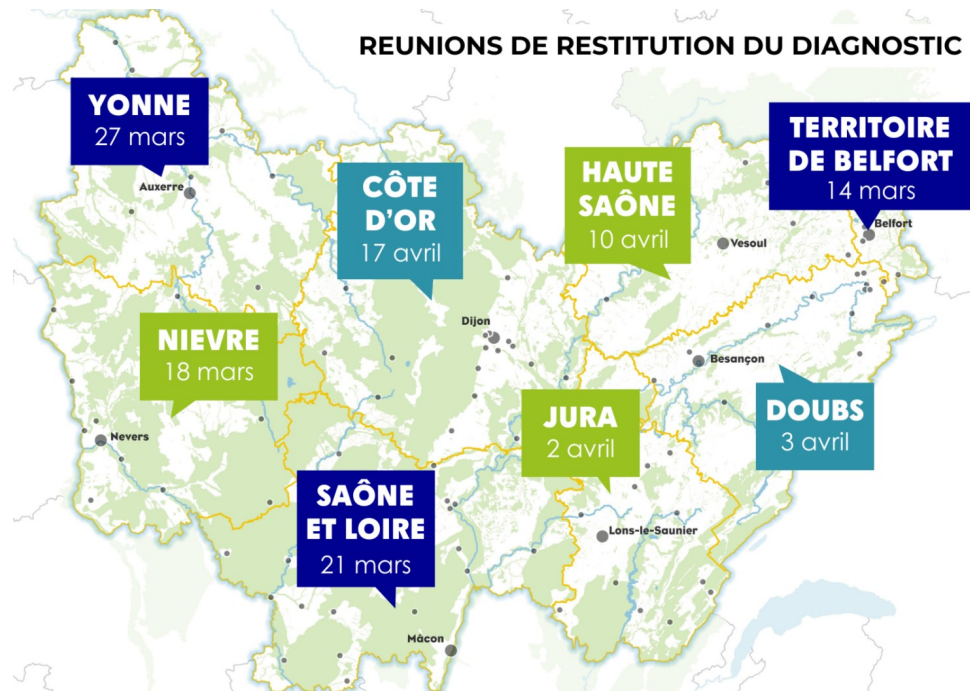 REUNIONS DE RESTITUTION DU DIAGNOSTIC
YONNE
27 mars
TERRITOIRE
DE BELFORT
14 mars
CÔTE
D'OR
17 avril
HAUTE
SAÔNE
10 avril
Auxerre
Belfort
Vesoul
NIEVRE
18 mars
Dijon
Besançon
JURA
2 avril
DOUBS
3 avril
Nevers
SAÔNE
ET LOIRE
21 mars
Lons-le-Saunier
Mâcon